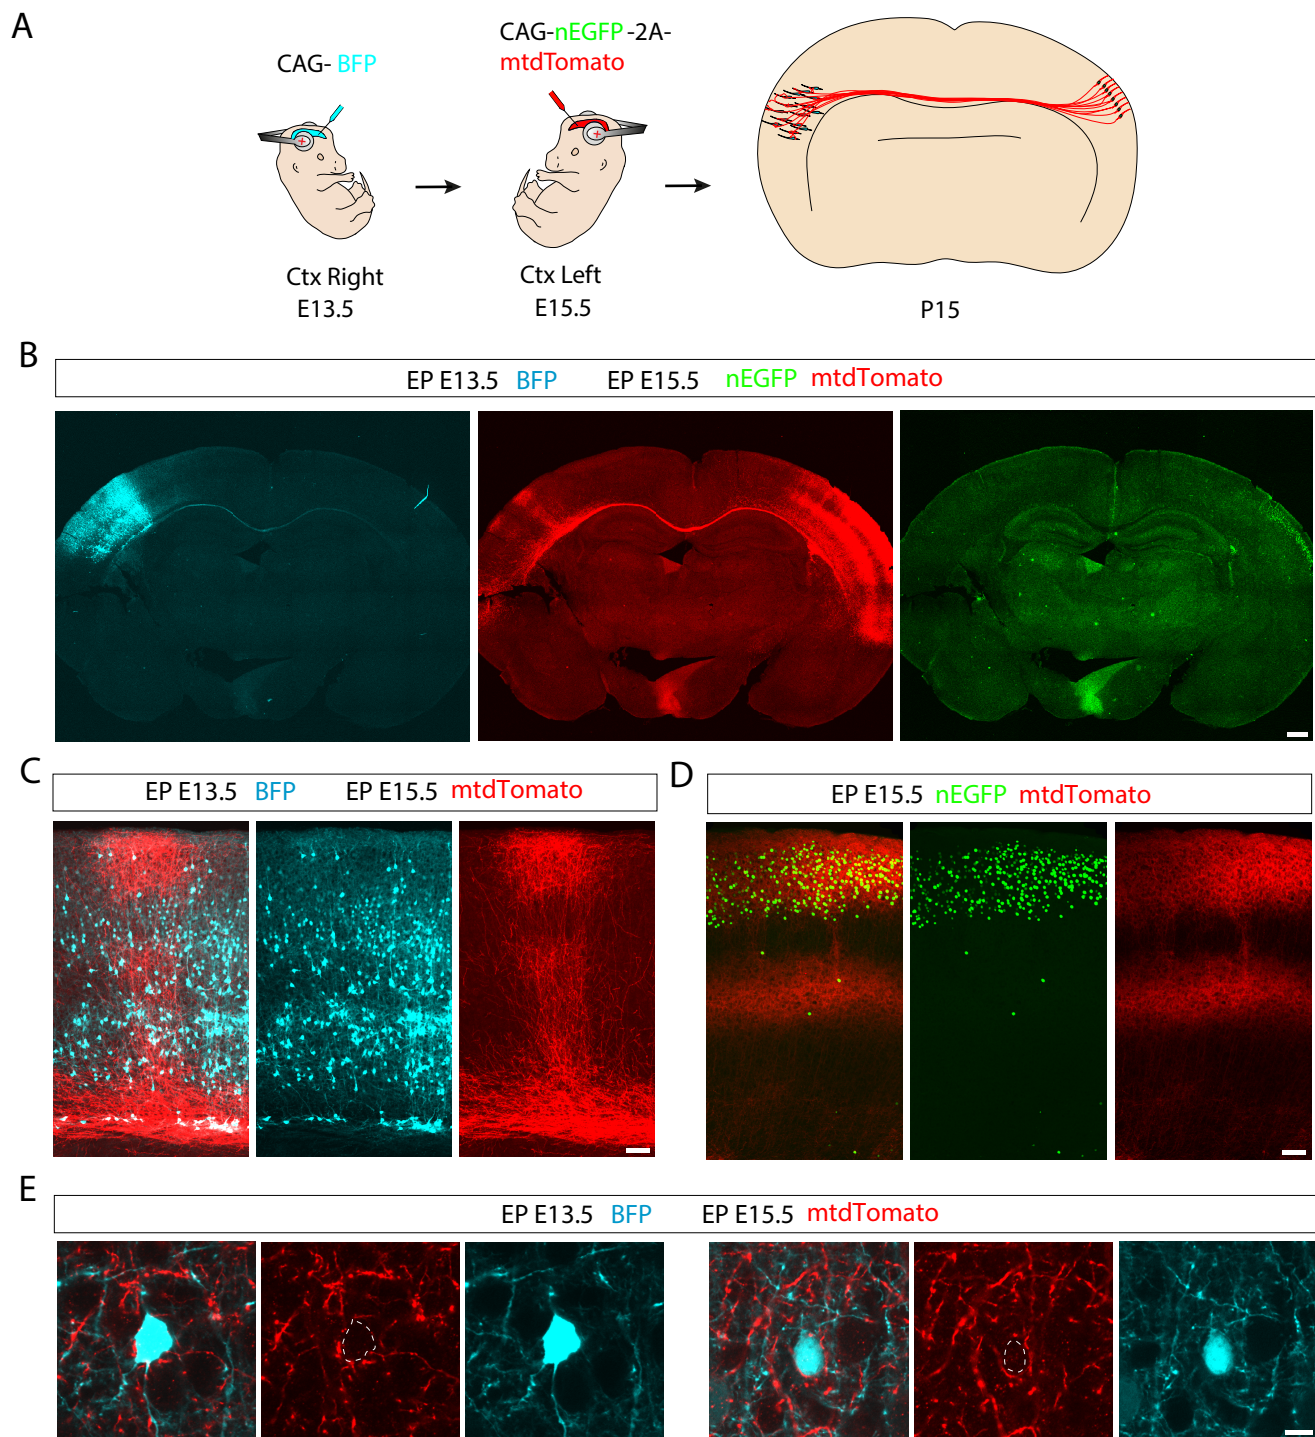 A
CAG- BFP
CAG-nEGFP -2A-
mtdTomato
Ctx Right
E13.5
Ctx Left
E15.5
P15
B
EP E13.5 BFP EP E15.5 nEGFP mtdTomato
C
EP E13.5 BFP EP E15.5 mtdTomato
D
EP E15.5 nEGFP mtdTomato
E
EP E13.5 BFP EP E15.5 mtdTomato